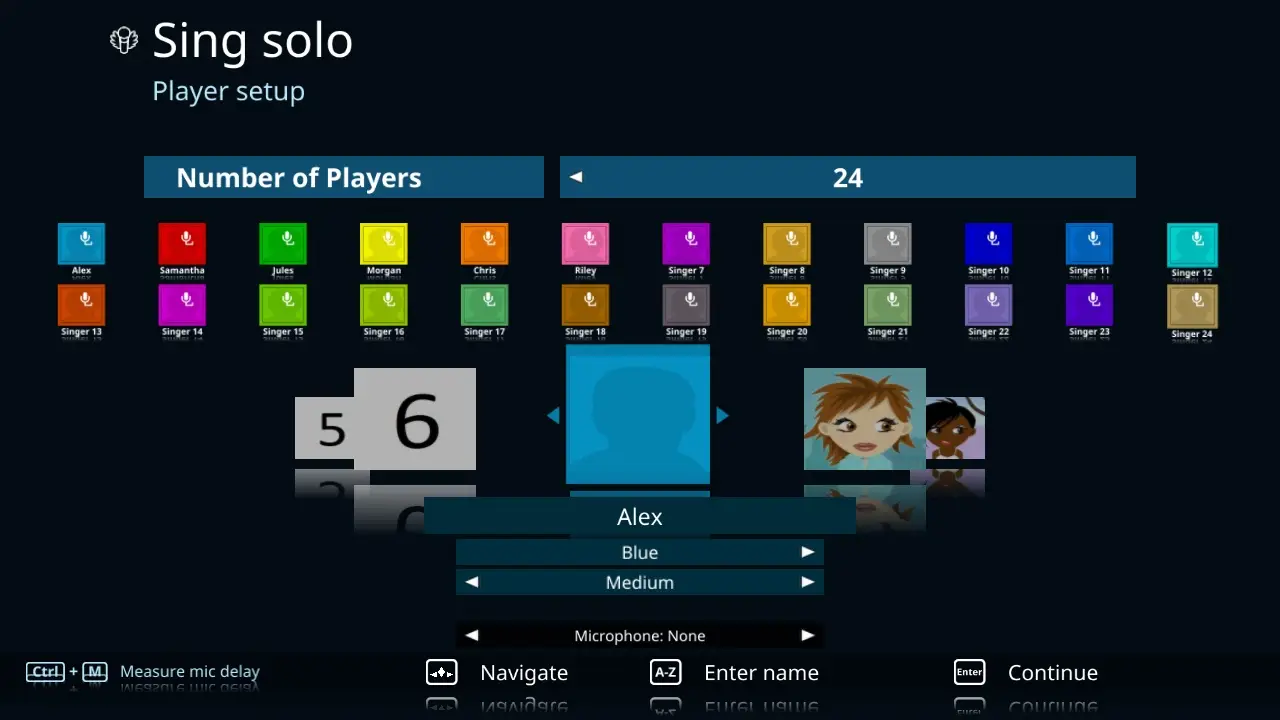 Sing solo
Player setup
Number of Players
24
Alex Samantha Jules Morgan Chris Riley Singer 7 Singer 8 Singer 9 Singer 10 Singer 11 Singer 12
Singer 13 Singer 14 Singer 15 Singer 16 Singer 17 Singer 18 Singer 19 Singer 20 Singer 21 Singer 22 Singer 23 Singer 24
5 6
Alex
Blue
Medium
Microphone: None
Ctrl + M Measure mic delay Navigate A-Z Enter name Enter Continue